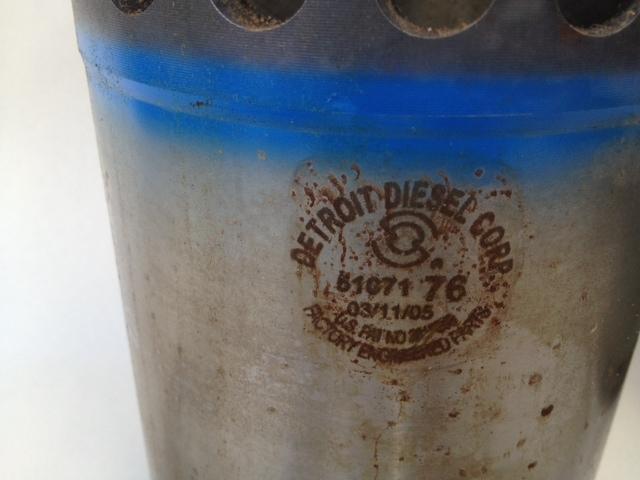 DETROIT DIESEL CORP.
®
51071 76
03/11/05
U.S. PAT NO
FACTORY ENGINEERED PARTS